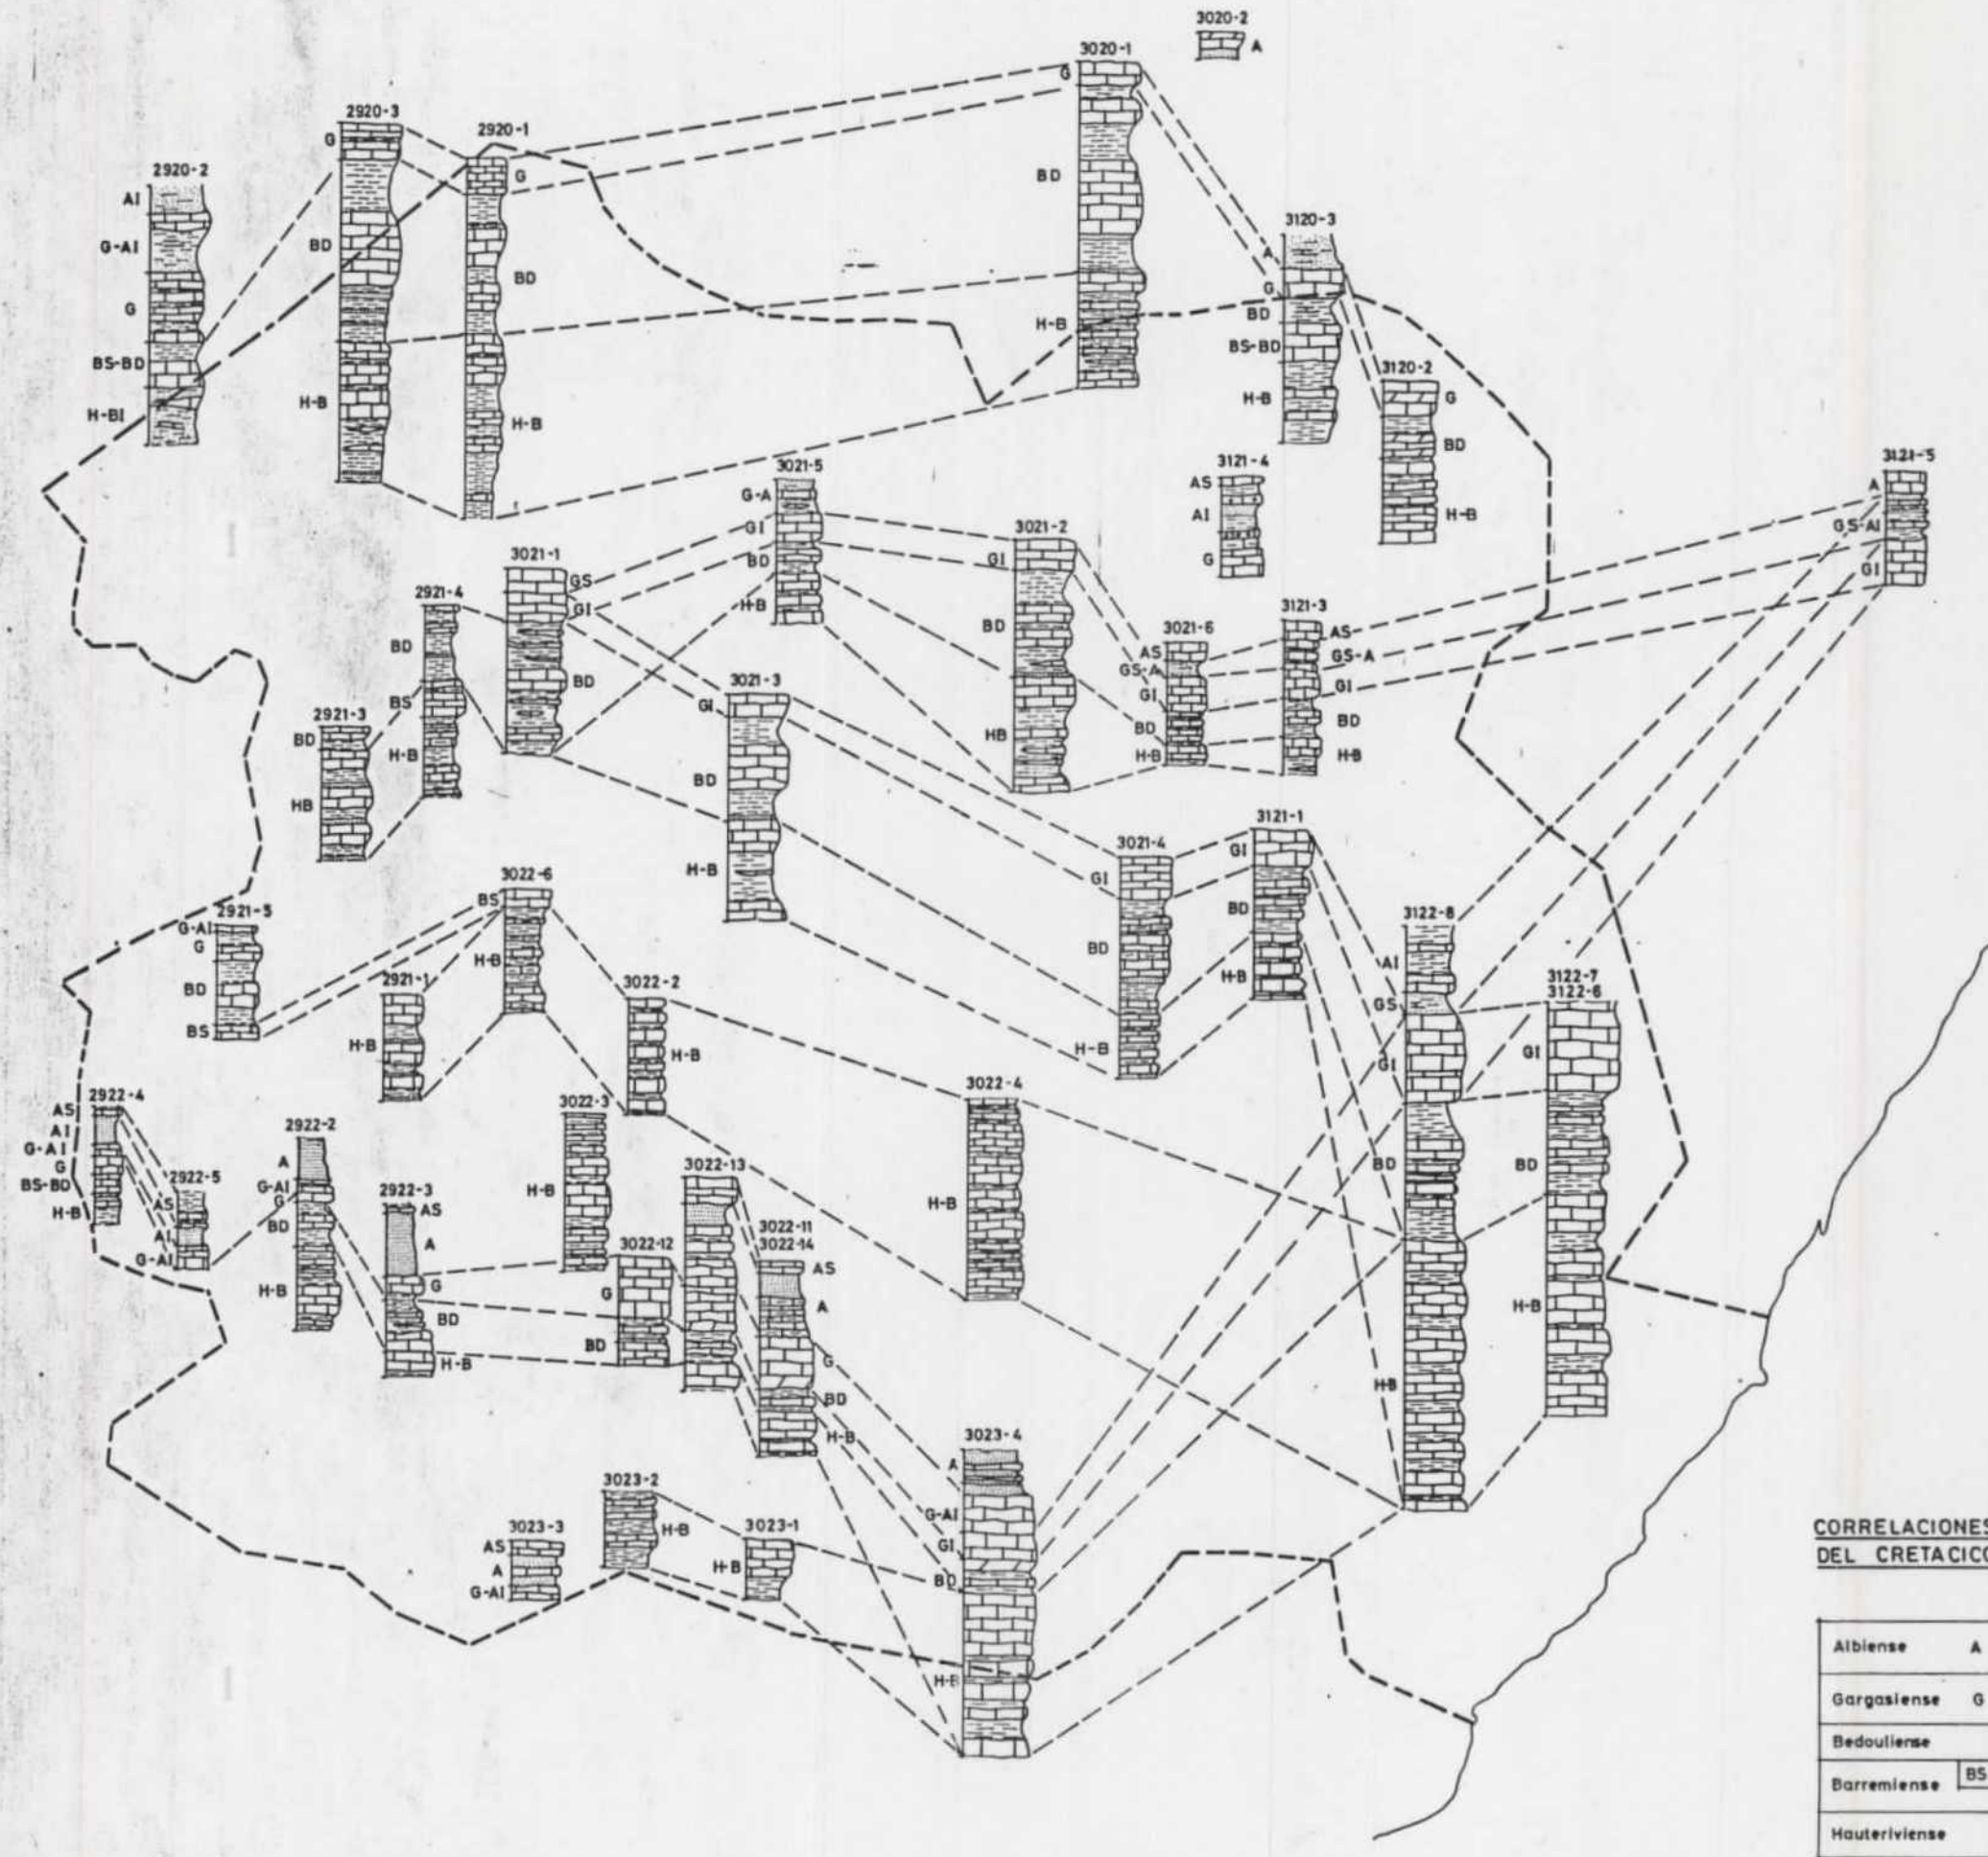 3020-2
A
3020-1
G
BD
H-B
2920-3
G
BD
H-B
2920-1
G
BD
H-B
2920-2
AI
G-AI
G
BS-BD
H-BI
3120-3
A
G
BD
BS-BD
H-B
3120-2
G
BD
H-B
3121-4
AS
AI
G
3121-5
A
GS-AI
GI
3021-5
G-A
GI
BD
H-B
3021-2
GI
BD
HB
3021-1
GS
GI
BD
2921-4
BD
BS
H-B
2921-3
BD
HB
3021-3
GI
BD
H-B
3021-6
AS
GS-A
GI
BD
H-B
3121-3
AS
GS-A
GI
BD
H-B
3021-4
GI
BD
H-B
3121-1
GI
BD
H-B
3022-6
BS
H-B
2921-5
G-AI
G
BD
BS
2921-1
H-B
3022-2
H-B
3122-8
AI
GS
GI
BD
H-B
3122-7
3122-6
GI
BD
H-B
2922-4
AS
AI
G-AI
G
BS-BD
H-B
2922-5
AS
AI
G-AI
2922-2
A
G-AI
G
BD
H-B
2922-3
AS
A
G
BD
H-B
3022-3
H-B
3022-4
H-B
3022-12
G
BD
3022-13
3022-11
3022-14
AS
A
G
BD
H-B
3023-4
A
G-AI
GI
BD
H-B
3023-3
AS
A
G-AI
3023-2
H-B
3023-1
H-B
CORRELACIONES
DEL CRETACICO
Albiense A
Gargasiense G
Bedouliense
Barremiense BS
Hauteriviense